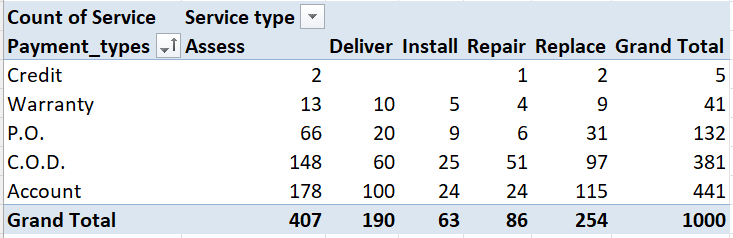 Count of Service Service type
Payment_types Assess Deliver Install Repair Replace Grand Total
Credit 2 1 2 5
Warranty 13 10 5 4 9 41
P.O. 66 20 9 6 31 132
C.O.D. 148 60 25 51 97 381
Account 178 100 24 24 115 441
Grand Total 407 190 63 86 254 1000